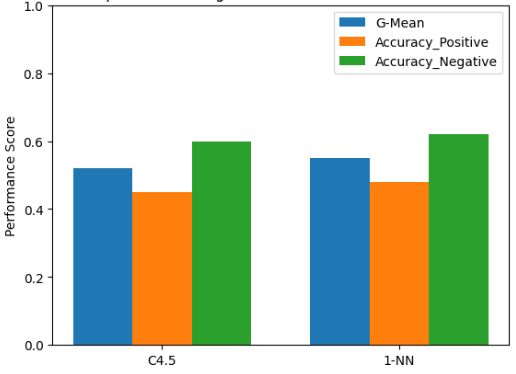 G-Mean
Accuracy_Positive
Accuracy_Negative
Performance Score
1.0
0.8
0.6
0.4
0.2
0.0
C4.5
1-NN